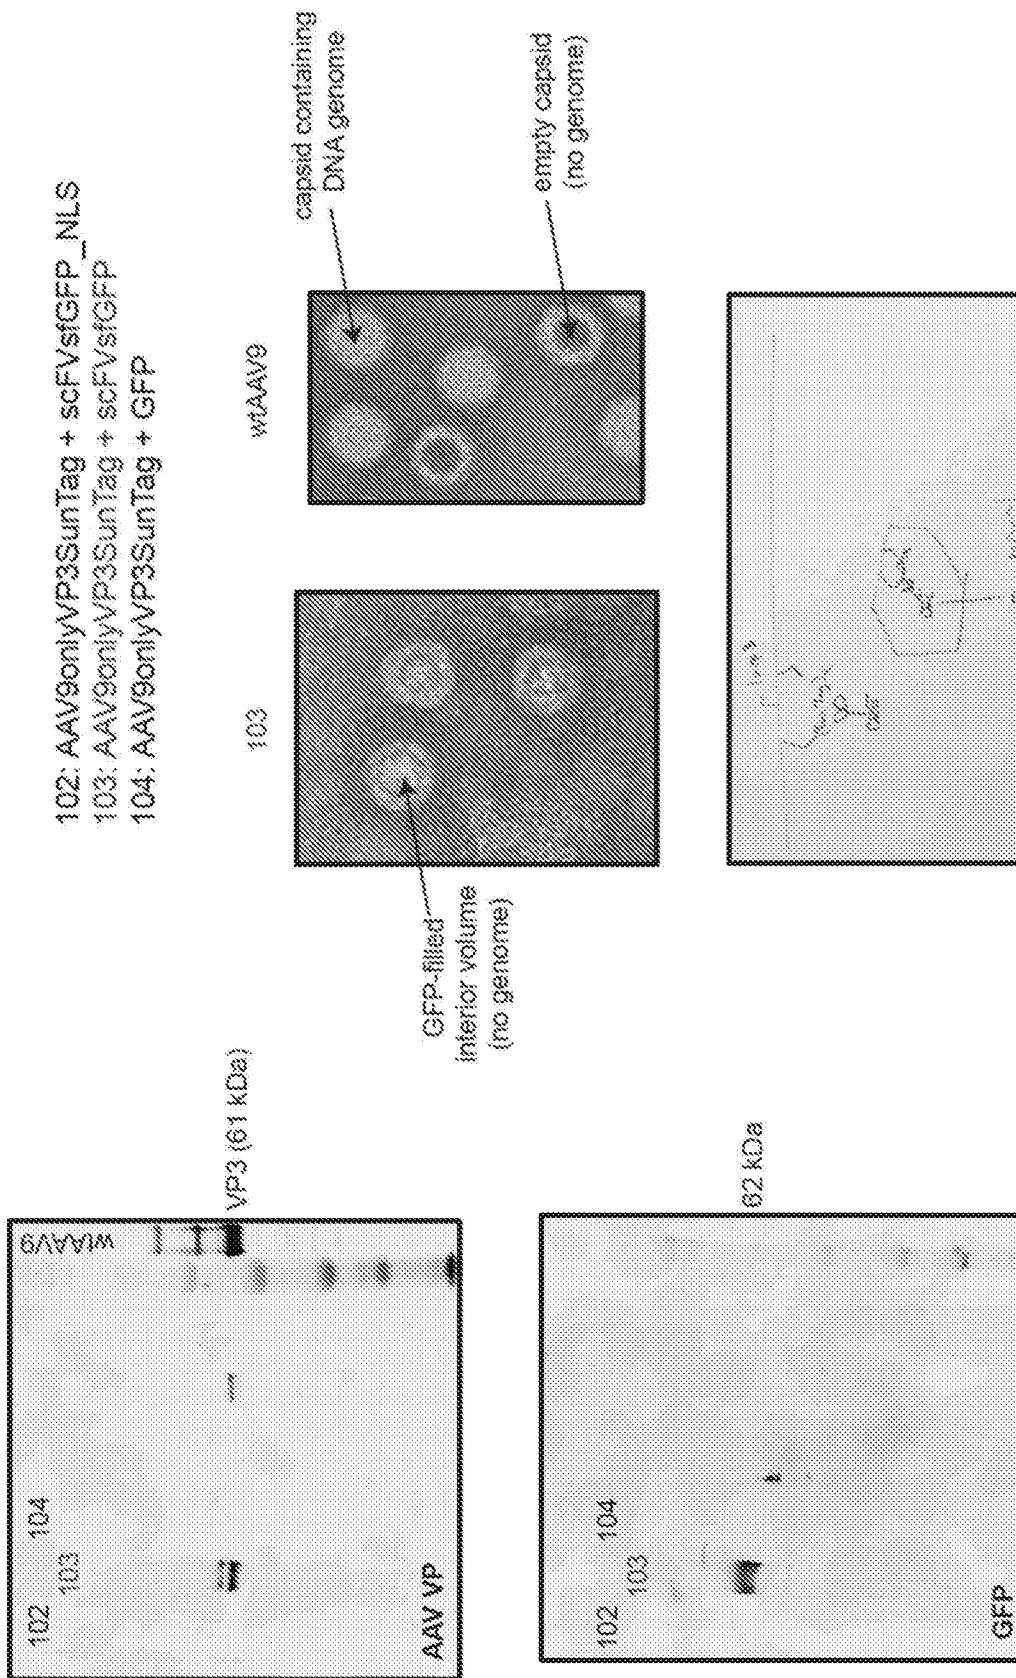 102: AAV9onlyVP3SunTag + scFVsfGFP_NLS
103: AAV9onlyVP3SunTag + scFVsfGFP
104: AAV9onlyVP3SunTag + GFP
102
103
104
wtAAV9
VP3 (61 kDa)
AAV VP
103
GFP-filled
interior volume
(no genome)
wtAAV9
capsid containing
DNA genome
empty capsid
(no genome)
102
103
104
62 kDa
GFP